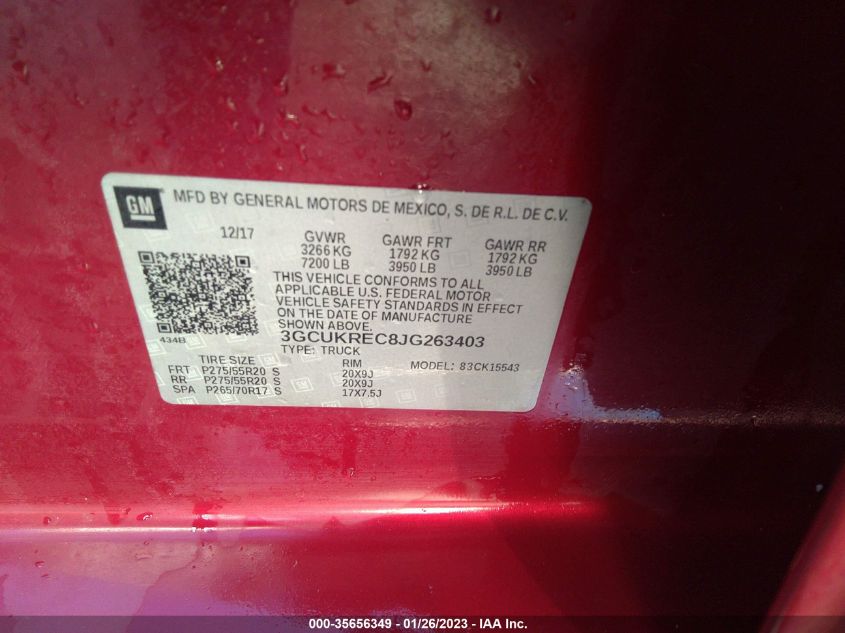 GM
MFD BY GENERAL MOTORS DE MEXICO, S. DE R.L. DE C.V.
12/17 GVWR GAWR FRT GAWR RR
3266 KG 1792 KG 1792 KG
7200 LB 3950 LB 3950 LB
THIS VEHICLE CONFORMS TO ALL
APPLICABLE U.S. FEDERAL MOTOR
VEHICLE SAFETY STANDARDS IN EFFECT
ON THE DATE OF MANUFACTURE
SHOWN ABOVE.
434B
3GCUKREC8JG263403
TYPE: TRUCK MODEL: 83CK15543
TIRE SIZE RIM
FRT P275/55R20 S 20X9J
RR P275/55R20 S 20X9J
SPA P265/70R17 S 17X7.5J
000-35656349 - 01/26/2023 - IAA Inc.